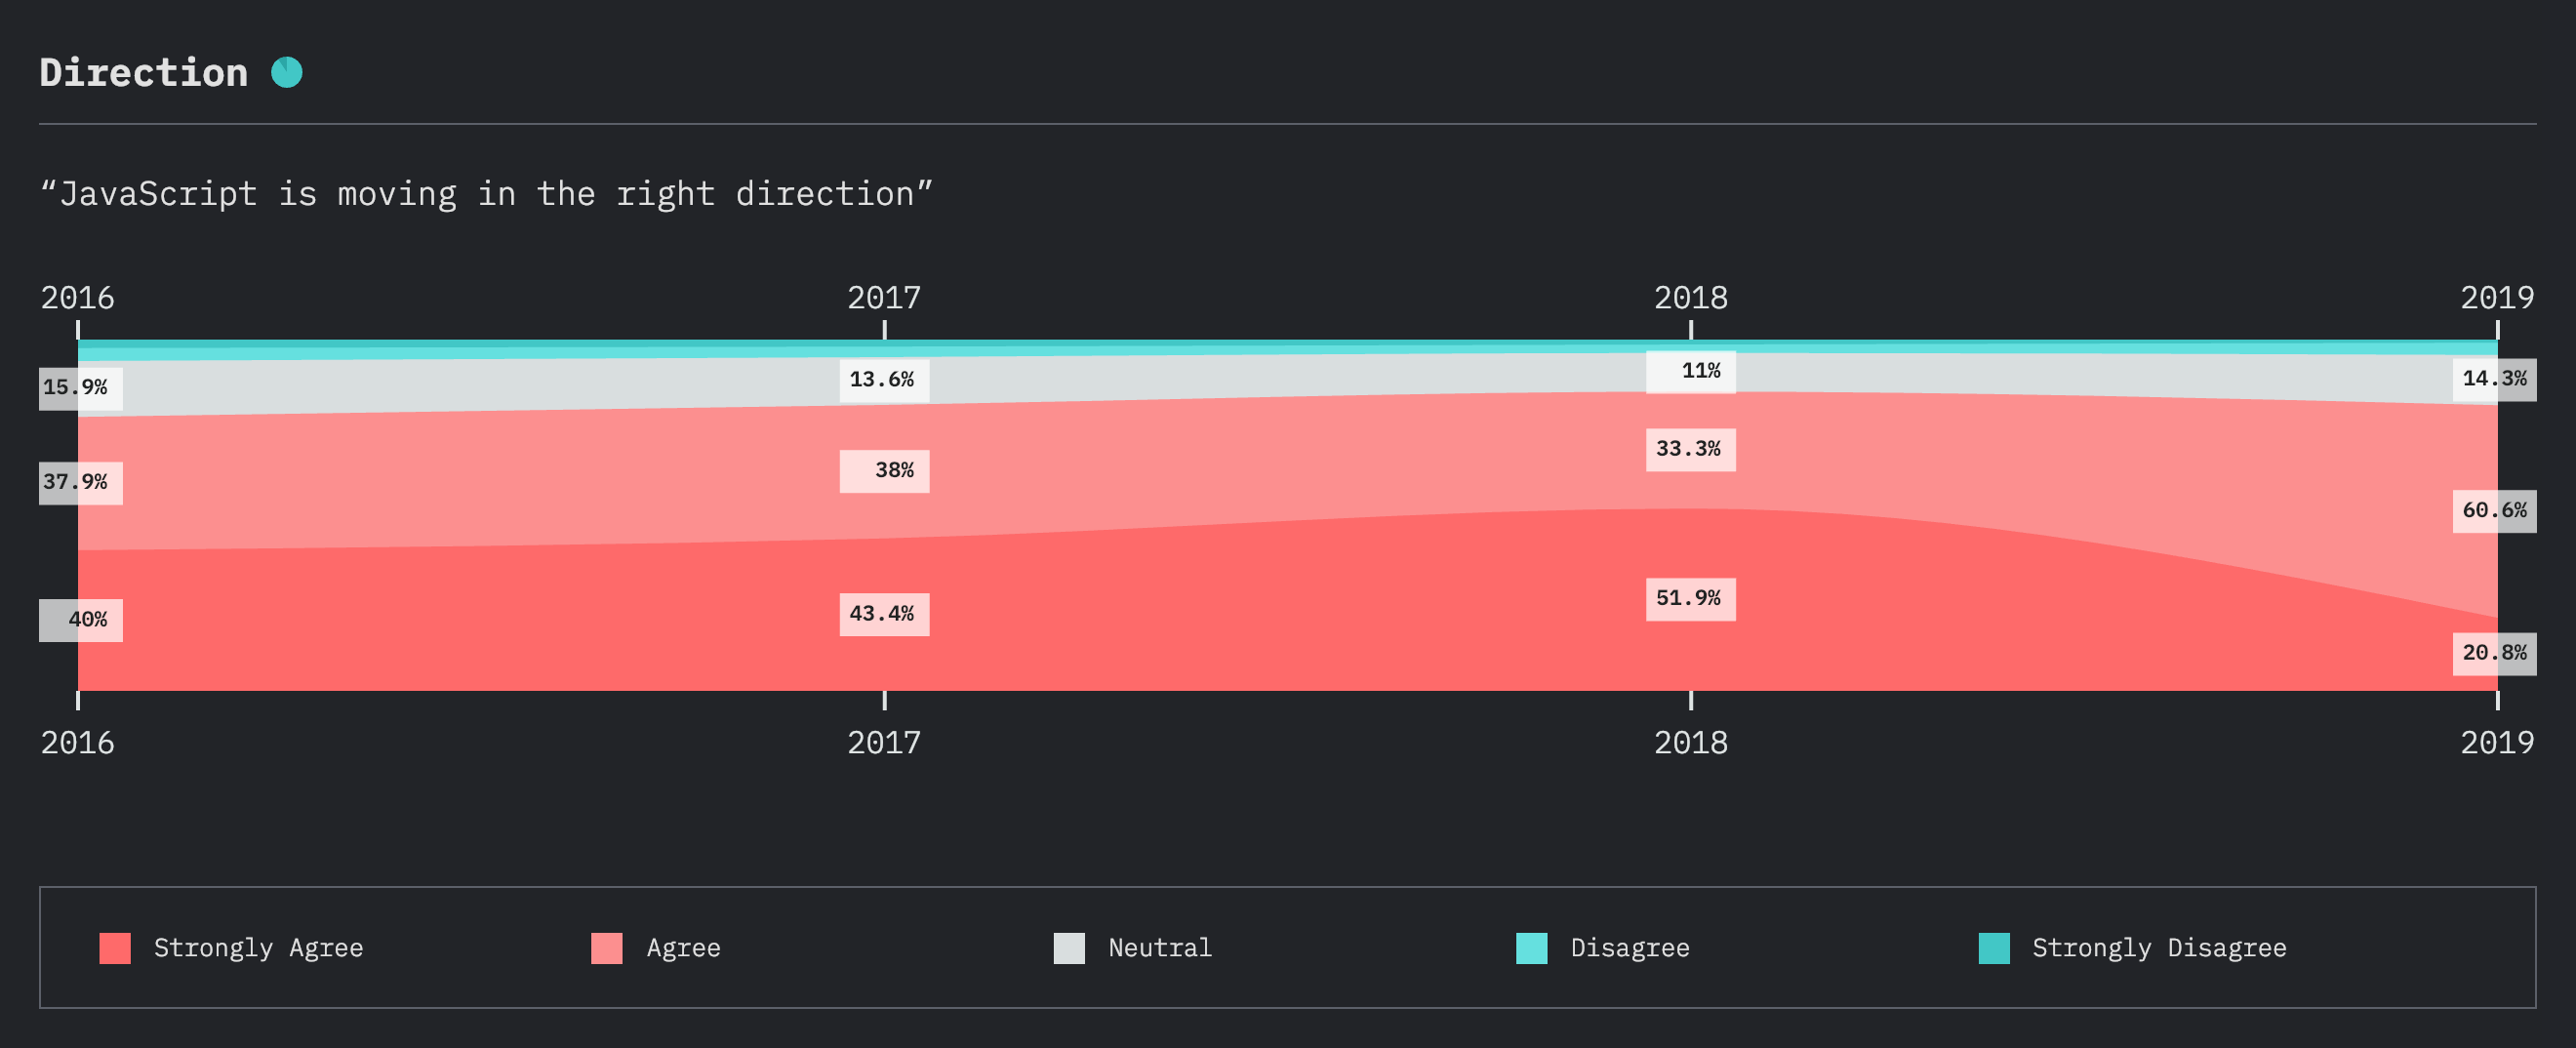 Direction
“JavaScript is moving in the right direction”
2016 2017 2018 2019
15.9% 13.6% 11% 14.3%
37.9% 38% 33.3% 60.6%
40% 43.4% 51.9% 20.8%
2016 2017 2018 2019
Strongly Agree Agree Neutral Disagree Strongly Disagree